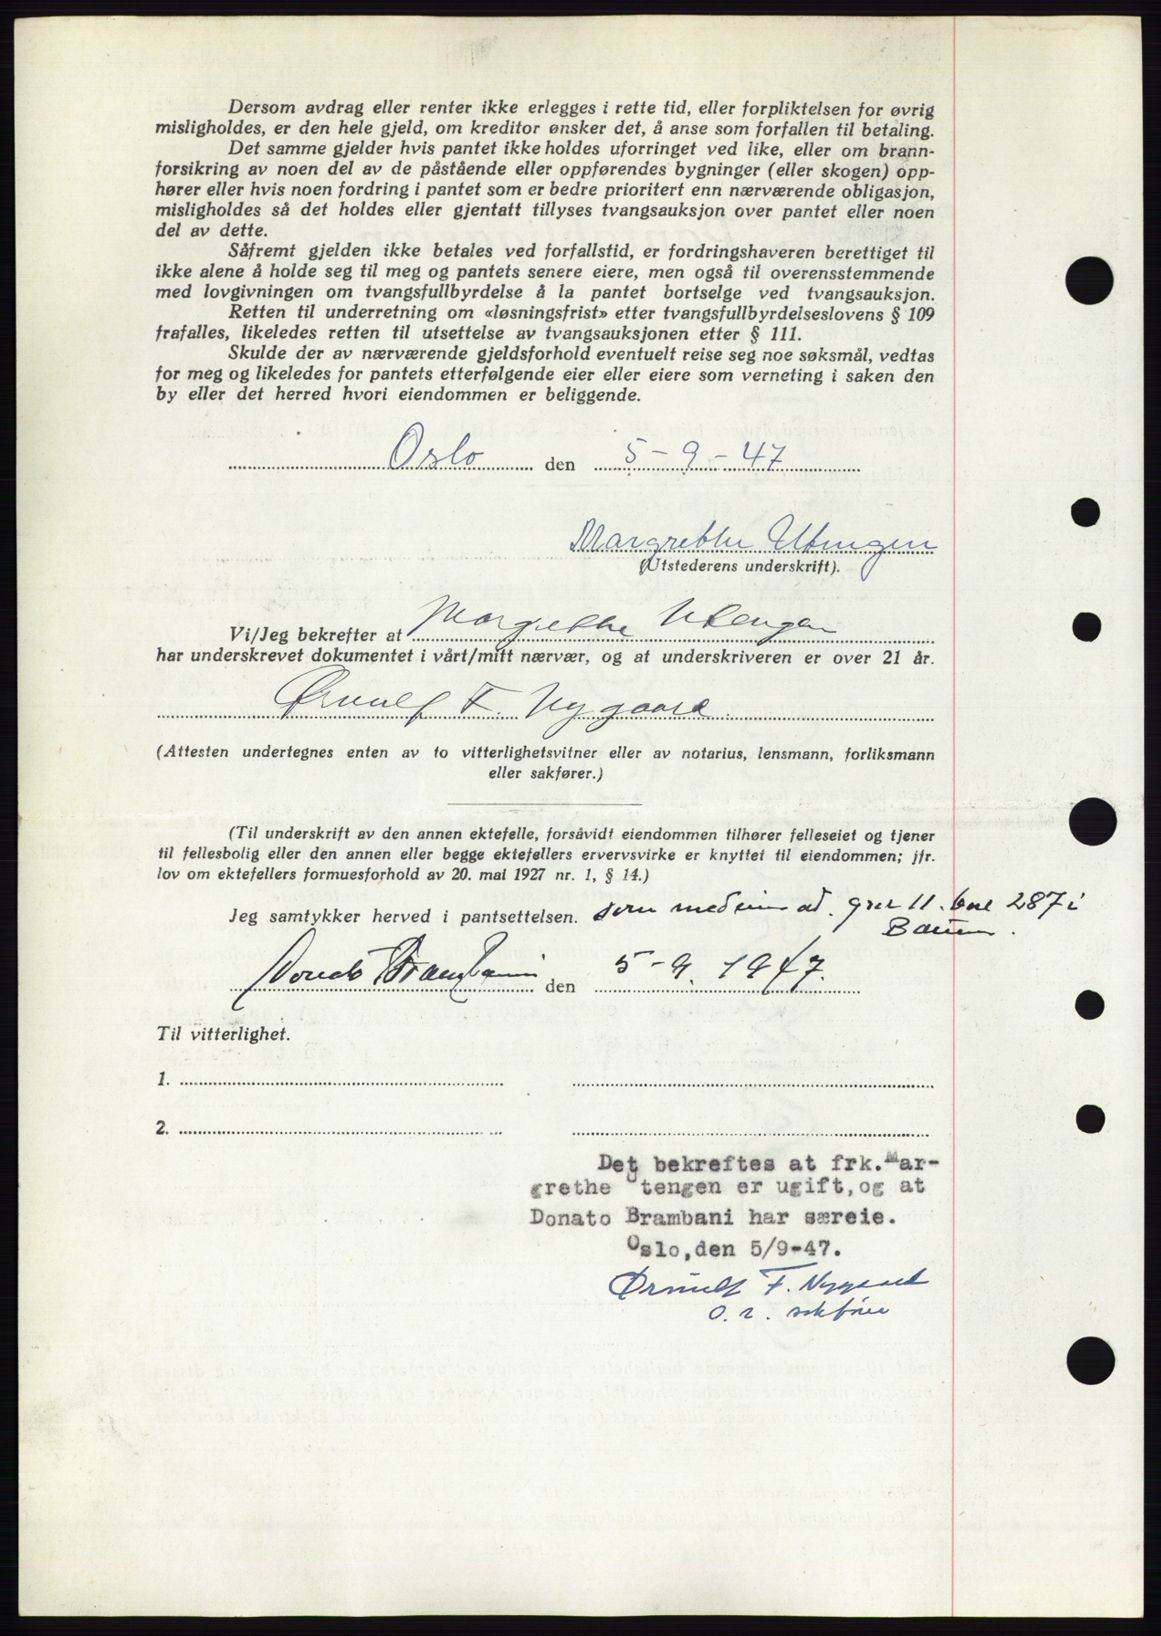 Dersom avdrag eller renter ikke erlegges i rette tid, eller forpliktelsen for øvrig
misligholdes, er den hele gjeld, om kreditor ønsker det, å anse som forfallen til betaling.
Det samme gjelder hvis pantet ikke holdes uforringet ved like, eller om brann-
forsikring av noen del av de påstående eller oppførendes bygninger (eller skogen) opp-
hører eller hvis noen fordring i pantet som er bedre prioritert enn nærværende obligasjon,
misligholdes så det holdes eller gjentatt tillyses tvangsauksjon over pantet eller noen
del av dette.
Såfremt gjelden ikke betales ved forfallstid, er fordringshaveren berettiget til
ikke alene å holde seg til meg og pantets senere eiere, men også til overensstemmende
med lovgivningen om tvangsfullbyrdelse å la pantet bortselge ved tvangsauksjon.
Retten til underretning om «løsningsfrist» etter tvangsfullbyrdelseslovens § 109
frafalles, likeledes retten til utsettelse av tvangsauksjonen etter § 111.
Skulde der av nærværende gjeldsforhold eventuelt reise seg noe søksmål, vedtas
for meg og likeledes for pantets etterfølgende eier eller eiere som verneting i saken den
by eller det herred hvori eiendommen er beliggende.
Oslo den 5-9-47
Margrethe Utengen
(Utstederens underskrift).
Vi/Jeg bekrefter at Margrethe Utengen
har underskrevet dokumentet i vårt/mitt nærvær, og at underskriveren er over 21 år.
Ørnulf F. Nygaard
(Attesten undertegnes enten av to vitterlighetsvitner eller av notarius, lensmann, forliksmann
eller sakfører.)
(Til underskrift av den annen ektefelle, forsåvidt eiendommen tilhører felleseiet og tjener
til fellesbolig eller den annen eller begge ektefellers ervervsvirke er knyttet til eiendommen; jfr.
lov om ektefellers formuesforhold av 20. mai 1927 nr. 1, § 14.)
Jeg samtykker herved i pantsettelsen. som medeier av gnr 11. bnr 287 i
Bærum.
Donato Brambani den 5-9. 1947.
Til vitterlighet.
1.
2.
Det bekreftes at frk. Mar-
grethe Utengen er ugift, og at
Donato Brambani har særeie.
Oslo, den 5/9-47.
Ørnulf F. Nygaard
o. r. sakfører